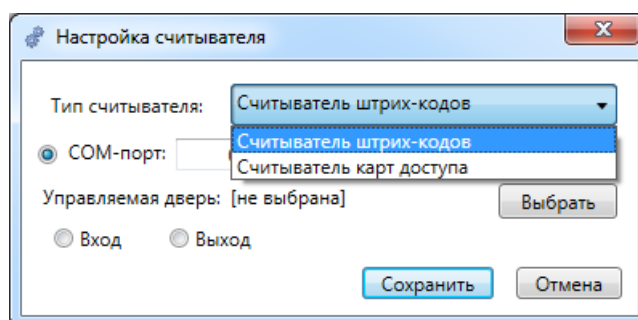 Настройка считывателя
Тип считывателя: Считыватель штрих-кодов
Считыватель штрих-кодов
COM-порт:
Считыватель карт доступа
Управляемая дверь: [не выбрана] Выбрать
Вход Выход
Сохранить Отмена